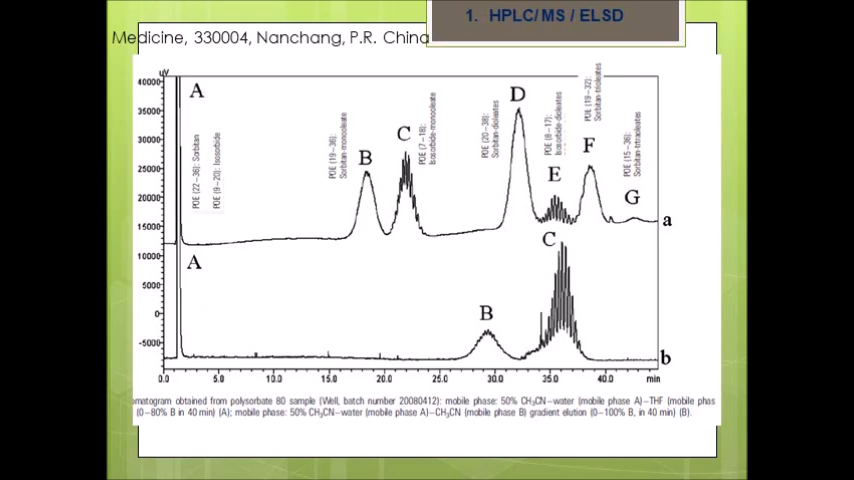 1. HPLC/MS / ELSD
Medicine, 330004, Nanchang, P.R. China
uV
40000
35000
30000
25000
20000
15000
10000
5000
0
-5000
A
POE (22–36): Sorbitan
POE (9–20): Isosorbide
POE (19–36):
Sorbitan-monooleate
B
C
POE (7–18):
Isosorbide-monooleate
POE (20–38):
Sorbitan-dioleates
D
POE (8–17):
Isosorbide-dioleates
E
POE (19–32):
Sorbitan-trioleates
F
POE (15–36):
Sorbitan-tetraoleates
G
a
A
B
C
b
0.0 5.0 10.0 15.0 20.0 25.0 30.0 35.0 40.0 min
omatogram obtained from polysorbate 80 sample (Well, batch number 20080412): mobile phase: 50% CH3CN–water (mobile phase A)–THF (mobile phas
(0–80% B in 40 min) (A); mobile phase: 50% CH3CN–water (mobile phase A)–CH3CN (mobile phase B) gradient elution (0–100% B, in 40 min) (B).